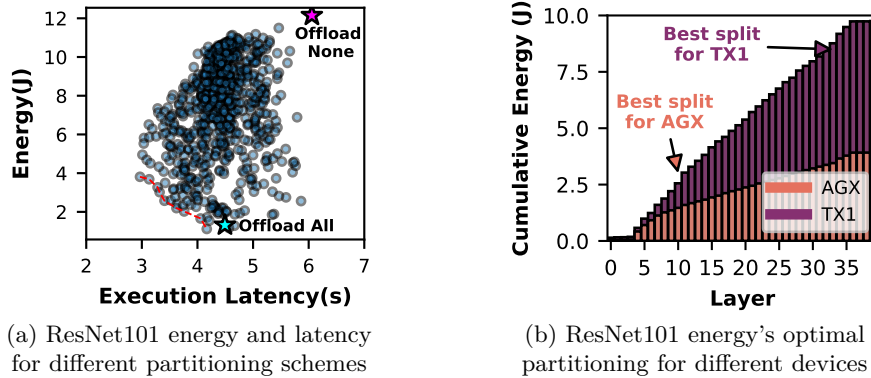 12
10
8
6
4
2
Energy(J)
Offload
None
Offload All
2 3 4 5 6 7
Execution Latency(s)
(a) ResNet101 energy and latency
for different partitioning schemes
10.0
7.5
5.0
2.5
0.0
Cumulative Energy (J)
Best split
for TX1
Best split
for AGX
AGX
TX1
0 5 10 15 20 25 30 35
Layer
(b) ResNet101 energy's optimal
partitioning for different devices